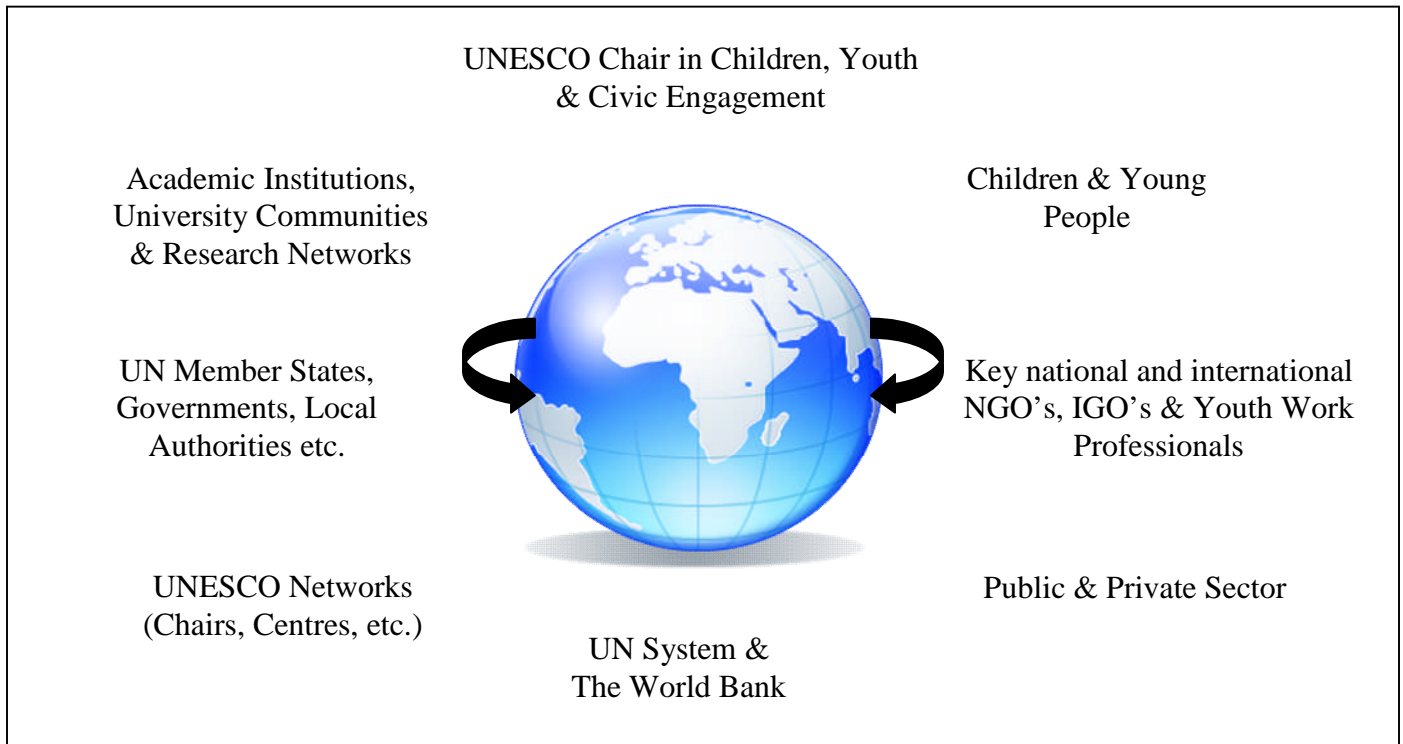 UNESCO Chair in Children, Youth
& Civic Engagement
Academic Institutions,
University Communities
& Research Networks
Children & Young
People
UN Member States,
Governments, Local
Authorities etc.
Key national and international
NGO’s, IGO’s & Youth Work
Professionals
UNESCO Networks
(Chairs, Centres, etc.)
Public & Private Sector
UN System &
The World Bank